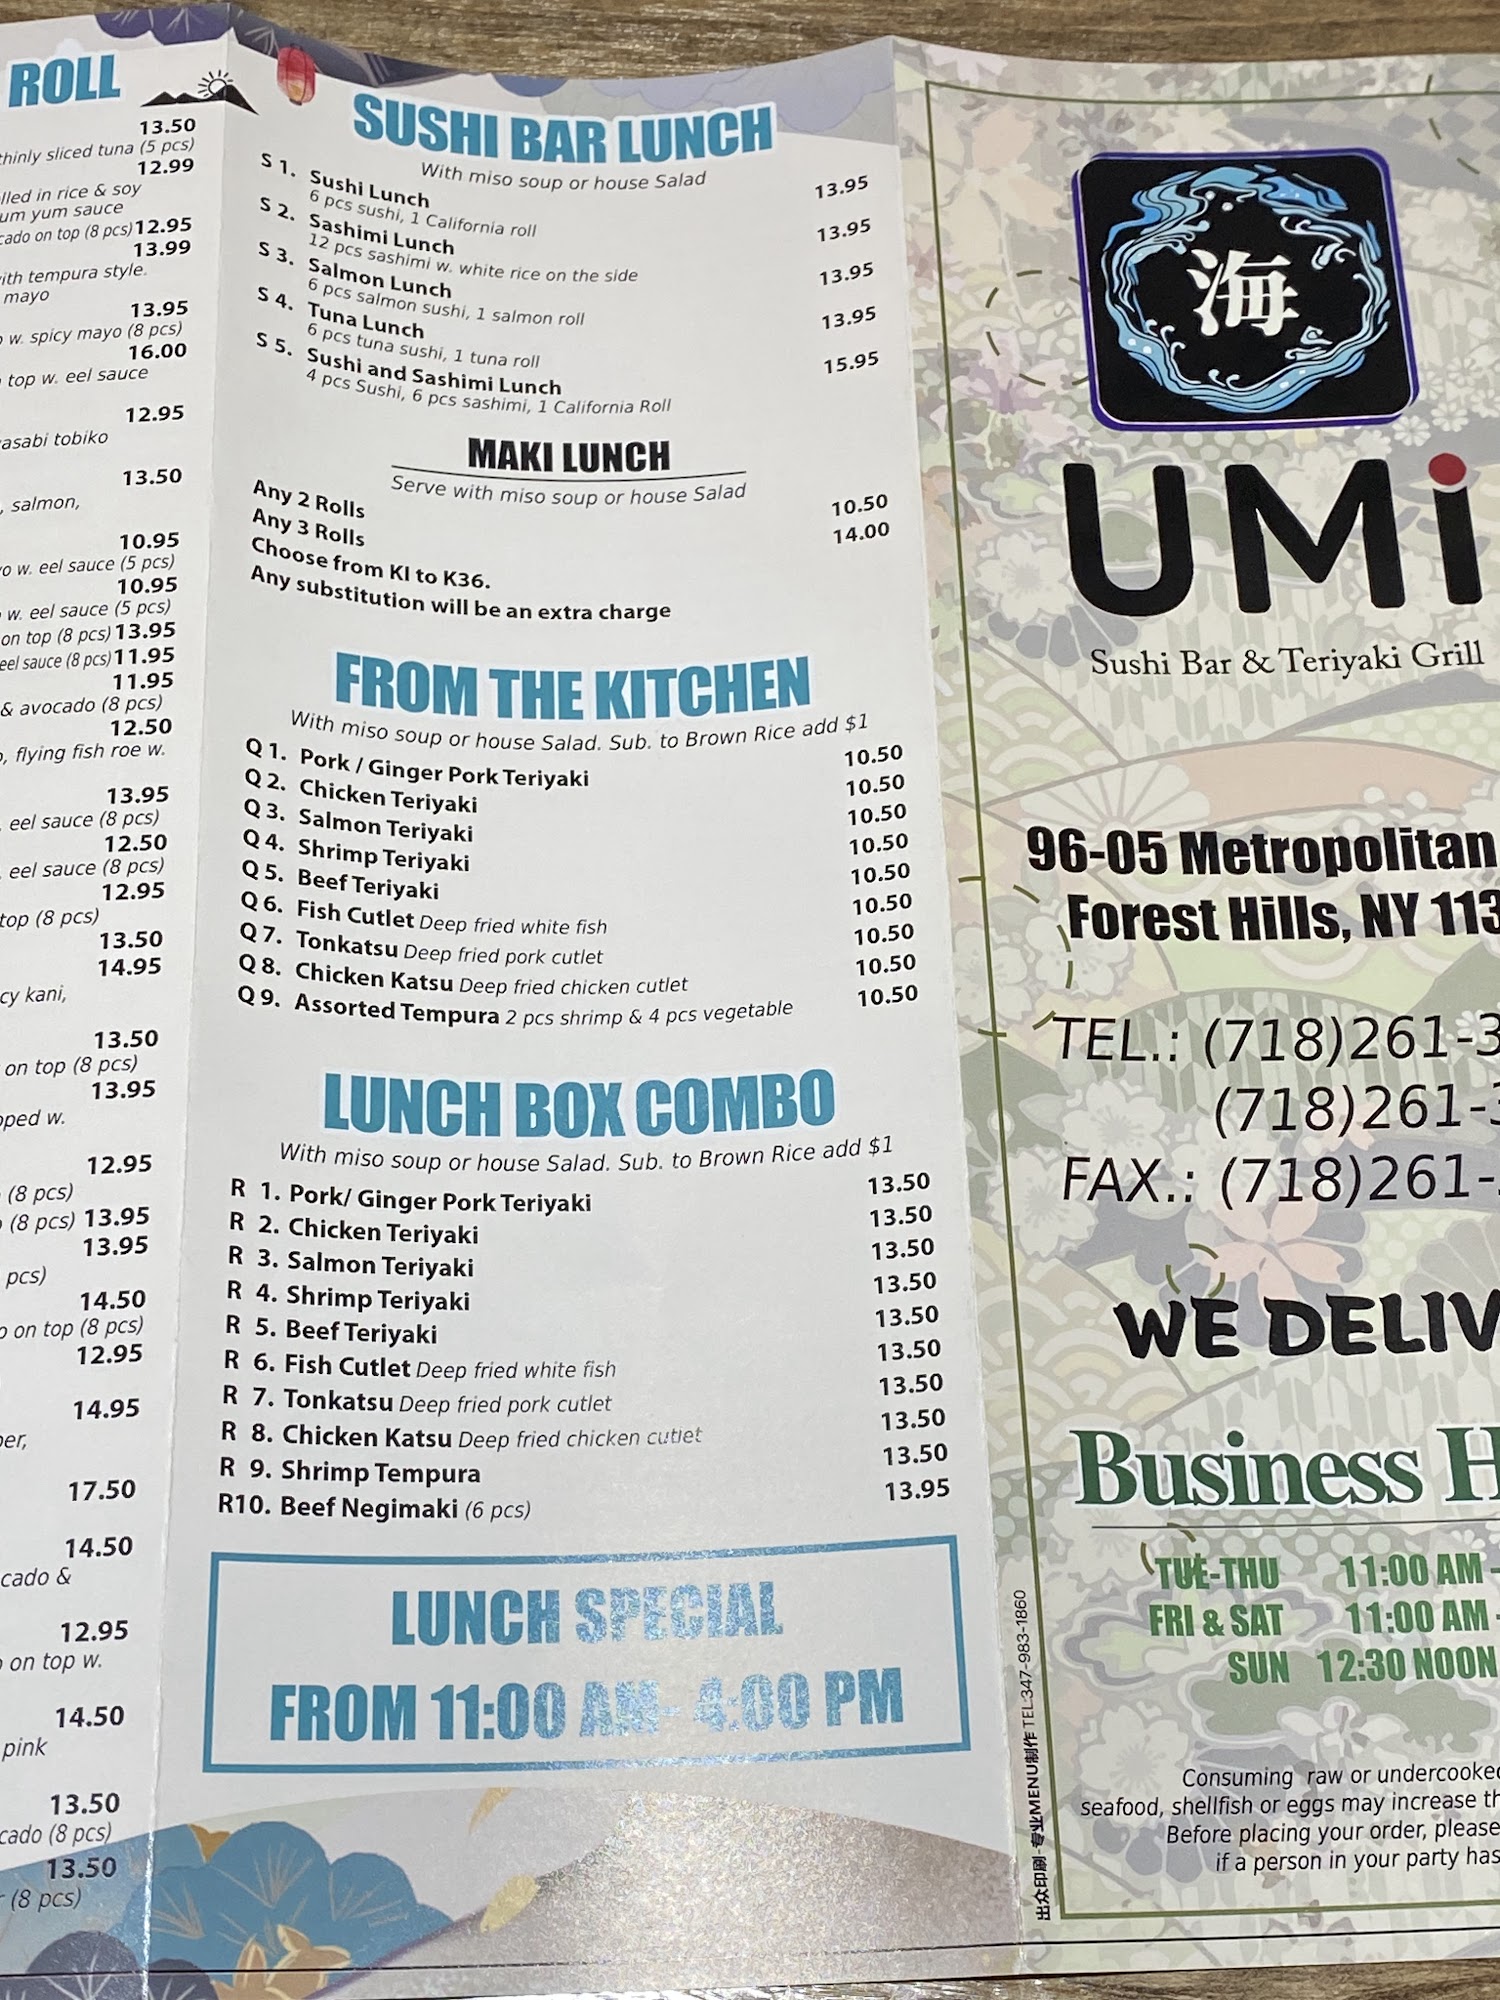 ROLL
13.50
thinly sliced tuna (5 pcs)
12.99
in rice & soy
yum sauce
on top (8 pcs) 12.95
13.99
with tempura style.
mayo
13.95
w. spicy mayo (8 pcs)
16.00
top w. eel sauce
12.95
wasabi tobiko
13.50
, salmon,
10.95
w. eel sauce (5 pcs)
10.95
w. eel sauce (5 pcs)
on top (8 pcs) 13.95
eel sauce (8 pcs) 11.95
11.95
& avocado (8 pcs)
12.50
, flying fish roe w.
13.95
eel sauce (8 pcs)
12.50
eel sauce (8 pcs)
12.95
top (8 pcs)
13.50
14.95
kani,
13.50
on top (8 pcs)
13.95
w.
12.95
(8 pcs)
(8 pcs) 13.95
13.95
pcs)
14.50
on top (8 pcs)
12.95
14.95
17.50
14.50
&
12.95
on top w.
14.50
pink
13.50
(8 pcs)
13.50
(8 pcs)
SUSHI BAR LUNCH
With miso soup or house Salad
S 1. Sushi Lunch 13.95
6 pcs sushi, 1 California roll
S 2. Sashimi Lunch 13.95
12 pcs sashimi w. white rice on the side
S 3. Salmon Lunch 13.95
6 pcs salmon sushi, 1 salmon roll
S 4. Tuna Lunch 13.95
6 pcs tuna sushi, 1 tuna roll
S 5. Sushi and Sashimi Lunch 15.95
4 pcs Sushi, 6 pcs sashimi, 1 California Roll
MAKI LUNCH
Serve with miso soup or house Salad
Any 2 Rolls 10.50
Any 3 Rolls 14.00
Choose from KI to K36.
Any substitution will be an extra charge
FROM THE KITCHEN
With miso soup or house Salad. Sub. to Brown Rice add $1
Q 1. Pork / Ginger Pork Teriyaki 10.50
Q 2. Chicken Teriyaki 10.50
Q 3. Salmon Teriyaki 10.50
Q 4. Shrimp Teriyaki 10.50
Q 5. Beef Teriyaki 10.50
Q 6. Fish Cutlet Deep fried white fish 10.50
Q 7. Tonkatsu Deep fried pork cutlet 10.50
Q 8. Chicken Katsu Deep fried chicken cutlet 10.50
Q 9. Assorted Tempura 2 pcs shrimp & 4 pcs vegetable 10.50
LUNCH BOX COMBO
With miso soup or house Salad. Sub. to Brown Rice add $1
R 1. Pork/ Ginger Pork Teriyaki 13.50
R 2. Chicken Teriyaki 13.50
R 3. Salmon Teriyaki 13.50
R 4. Shrimp Teriyaki 13.50
R 5. Beef Teriyaki 13.50
R 6. Fish Cutlet Deep fried white fish 13.50
R 7. Tonkatsu Deep fried pork cutlet 13.50
R 8. Chicken Katsu Deep fried chicken cutlet 13.50
R 9. Shrimp Tempura 13.50
R10. Beef Negimaki (6 pcs) 13.95
LUNCH SPECIAL
FROM 11:00 AM- 4:00 PM
海
UMi
Sushi Bar & Teriyaki Grill
96-05 Metropolitan
Forest Hills, NY 113
TEL.: (718)261-3
(718)261-3
FAX.: (718)261-
WE DELIV
Business H
TUE-THU 11:00 AM -
FRI & SAT 11:00 AM -
SUN 12:30 NOON
Consuming raw or undercooked
seafood, shellfish or eggs may increase th
Before placing your order, please
if a person in your party has
出众印刷-专业MENU制作 TEL:347-983-1860